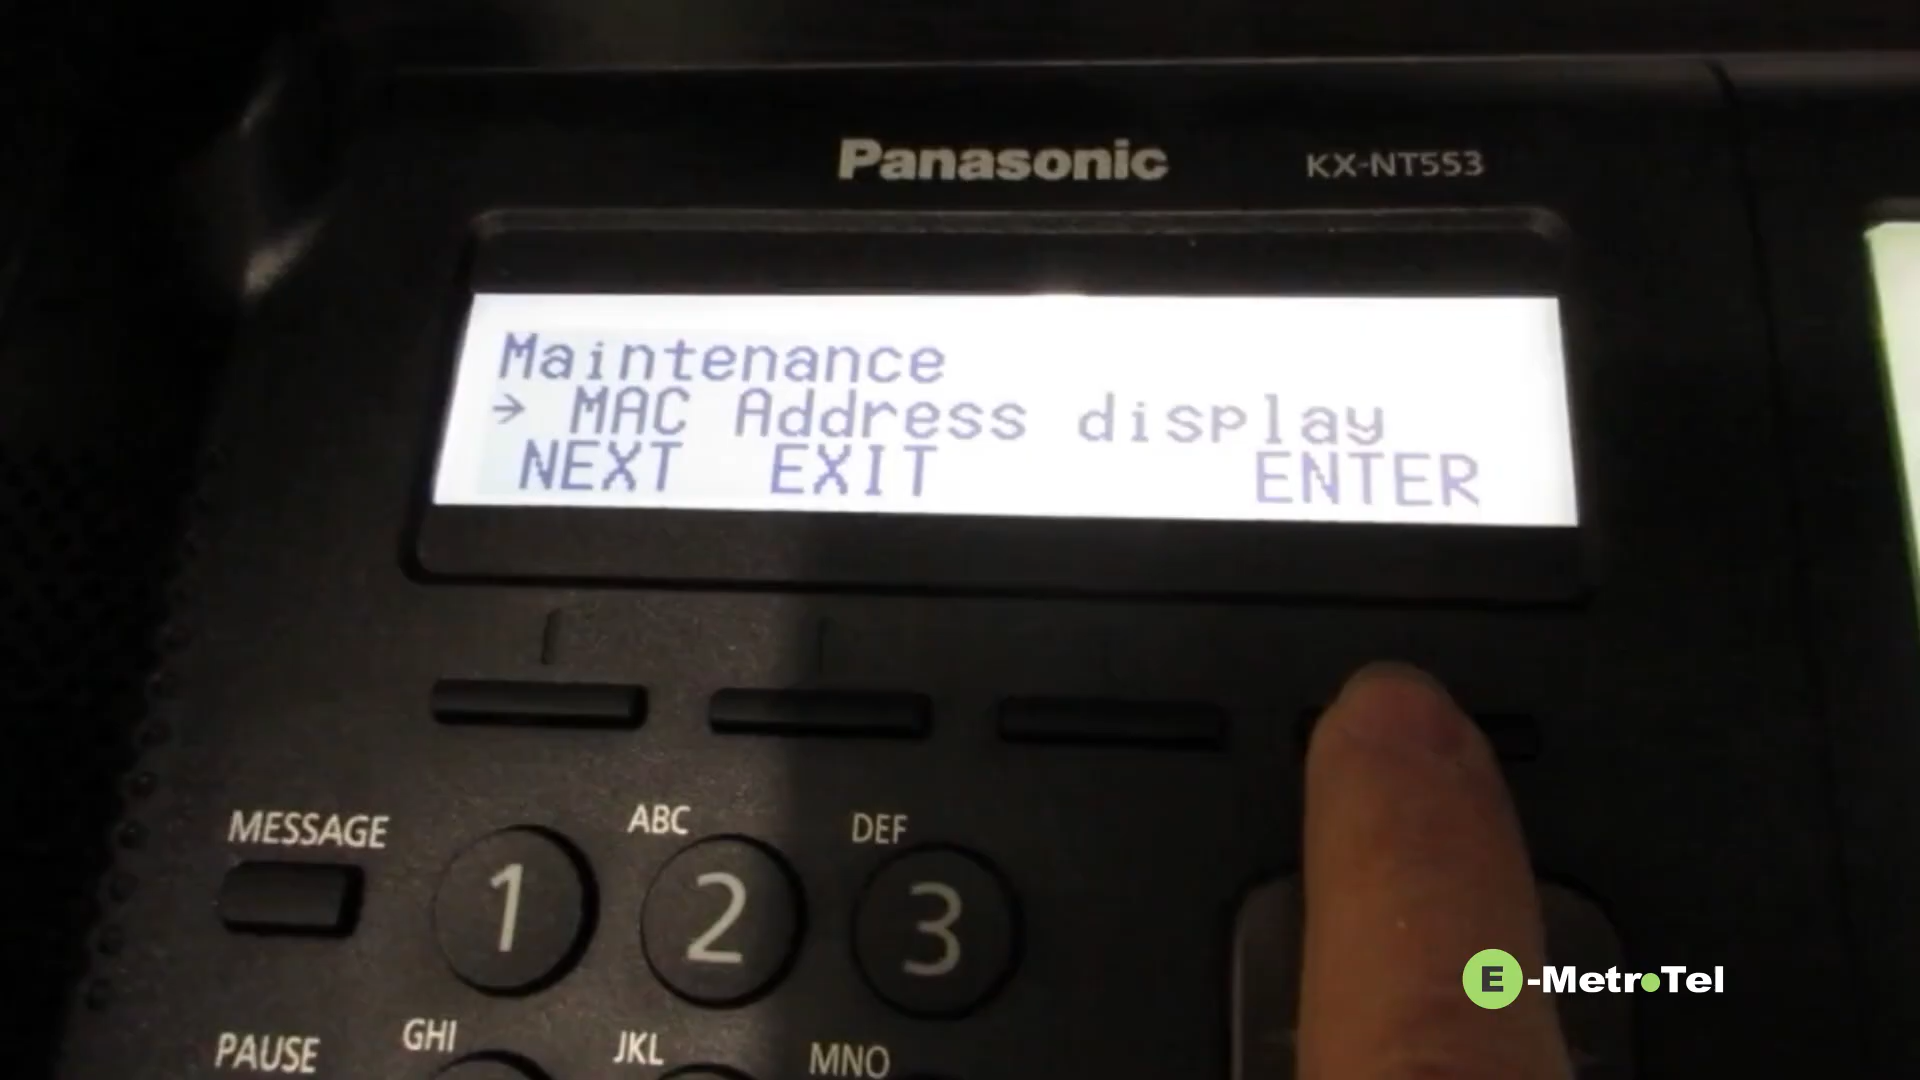 Panasonic KX-NT553
Maintenance
→ MAC Address display
NEXT EXIT ENTER
MESSAGE
ABC
DEF
1
2
3
PAUSE
GHI
JKL
MNO
E-MetroTel